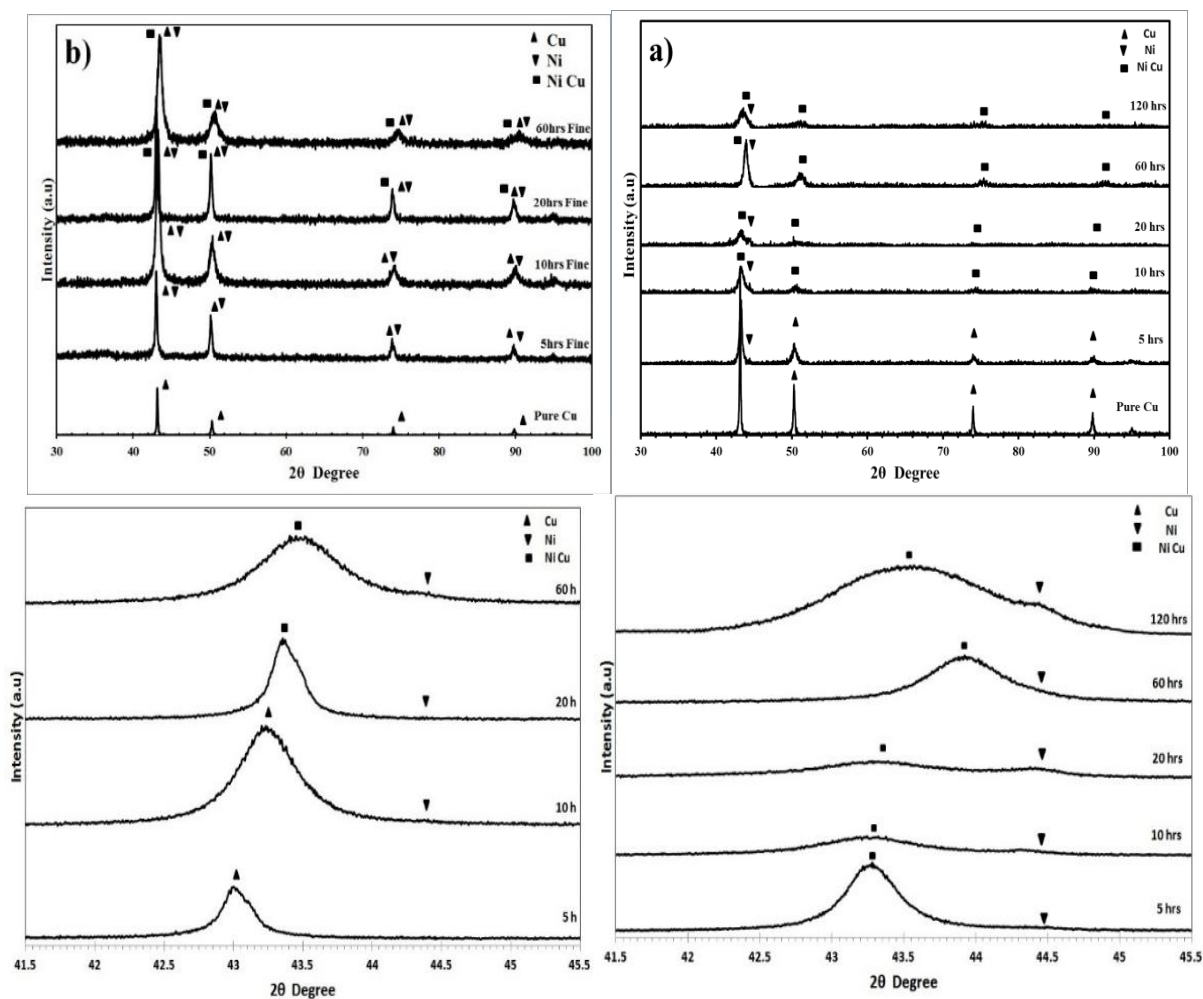 b)
Cu
Ni
Ni Cu
60hrs Fine
20hrs Fine
10hrs Fine
5hrs Fine
Pure Cu
Intensity (a.u)
30 40 50 60 70 80 90 100
2θ Degree
a)
Cu
Ni
Ni Cu
120 hrs
60 hrs
20 hrs
10 hrs
5 hrs
Pure Cu
Intensity (a.u)
30 40 50 60 70 80 90 100
2θ Degree
Cu
Ni
Ni Cu
60 h
20 h
10 h
5 h
Intensity (a.u)
41.5 42 42.5 43 43.5 44 44.5 45 45.5
2θ Degree
Cu
Ni
Ni Cu
120 hrs
60 hrs
20 hrs
10 hrs
5 hrs
Intensity (a.u)
41.5 42 42.5 43 43.5 44 44.5 45 45.5
2θ Degree